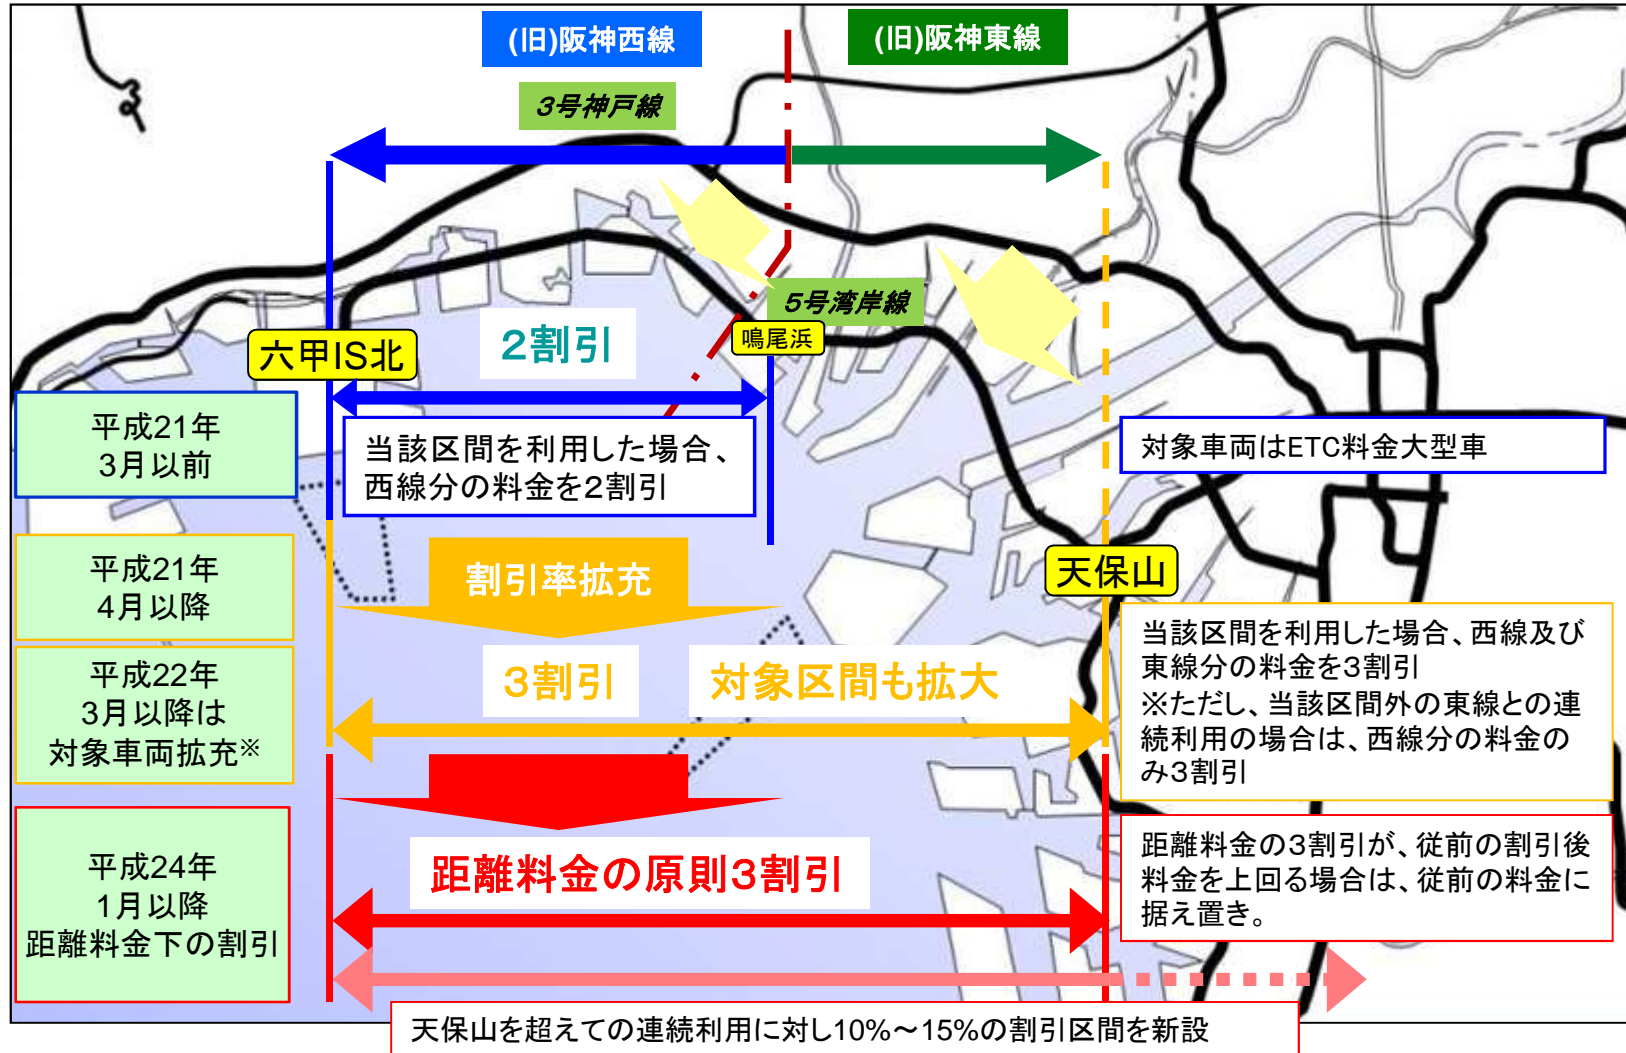 (旧)阪神西線
(旧)阪神東線
3号神戸線
5号湾岸線
鳴尾浜
六甲IS北
2割引
平成21年
3月以前
当該区間を利用した場合、
西線分の料金を2割引
対象車両はETC料金大型車
平成21年
4月以降
割引率拡充
天保山
平成22年
3月以降は
対象車両拡充※
3割引
対象区間も拡大
当該区間を利用した場合、西線及び
東線分の料金を3割引
※ただし、当該区間外の東線との連
続利用の場合は、西線分の料金の
み3割引
平成24年
1月以降
距離料金下の割引
距離料金の原則3割引
距離料金の3割引が、従前の割引後
料金を上回る場合は、従前の料金に
据え置き。
天保山を超えての連続利用に対し10%~15%の割引区間を新設